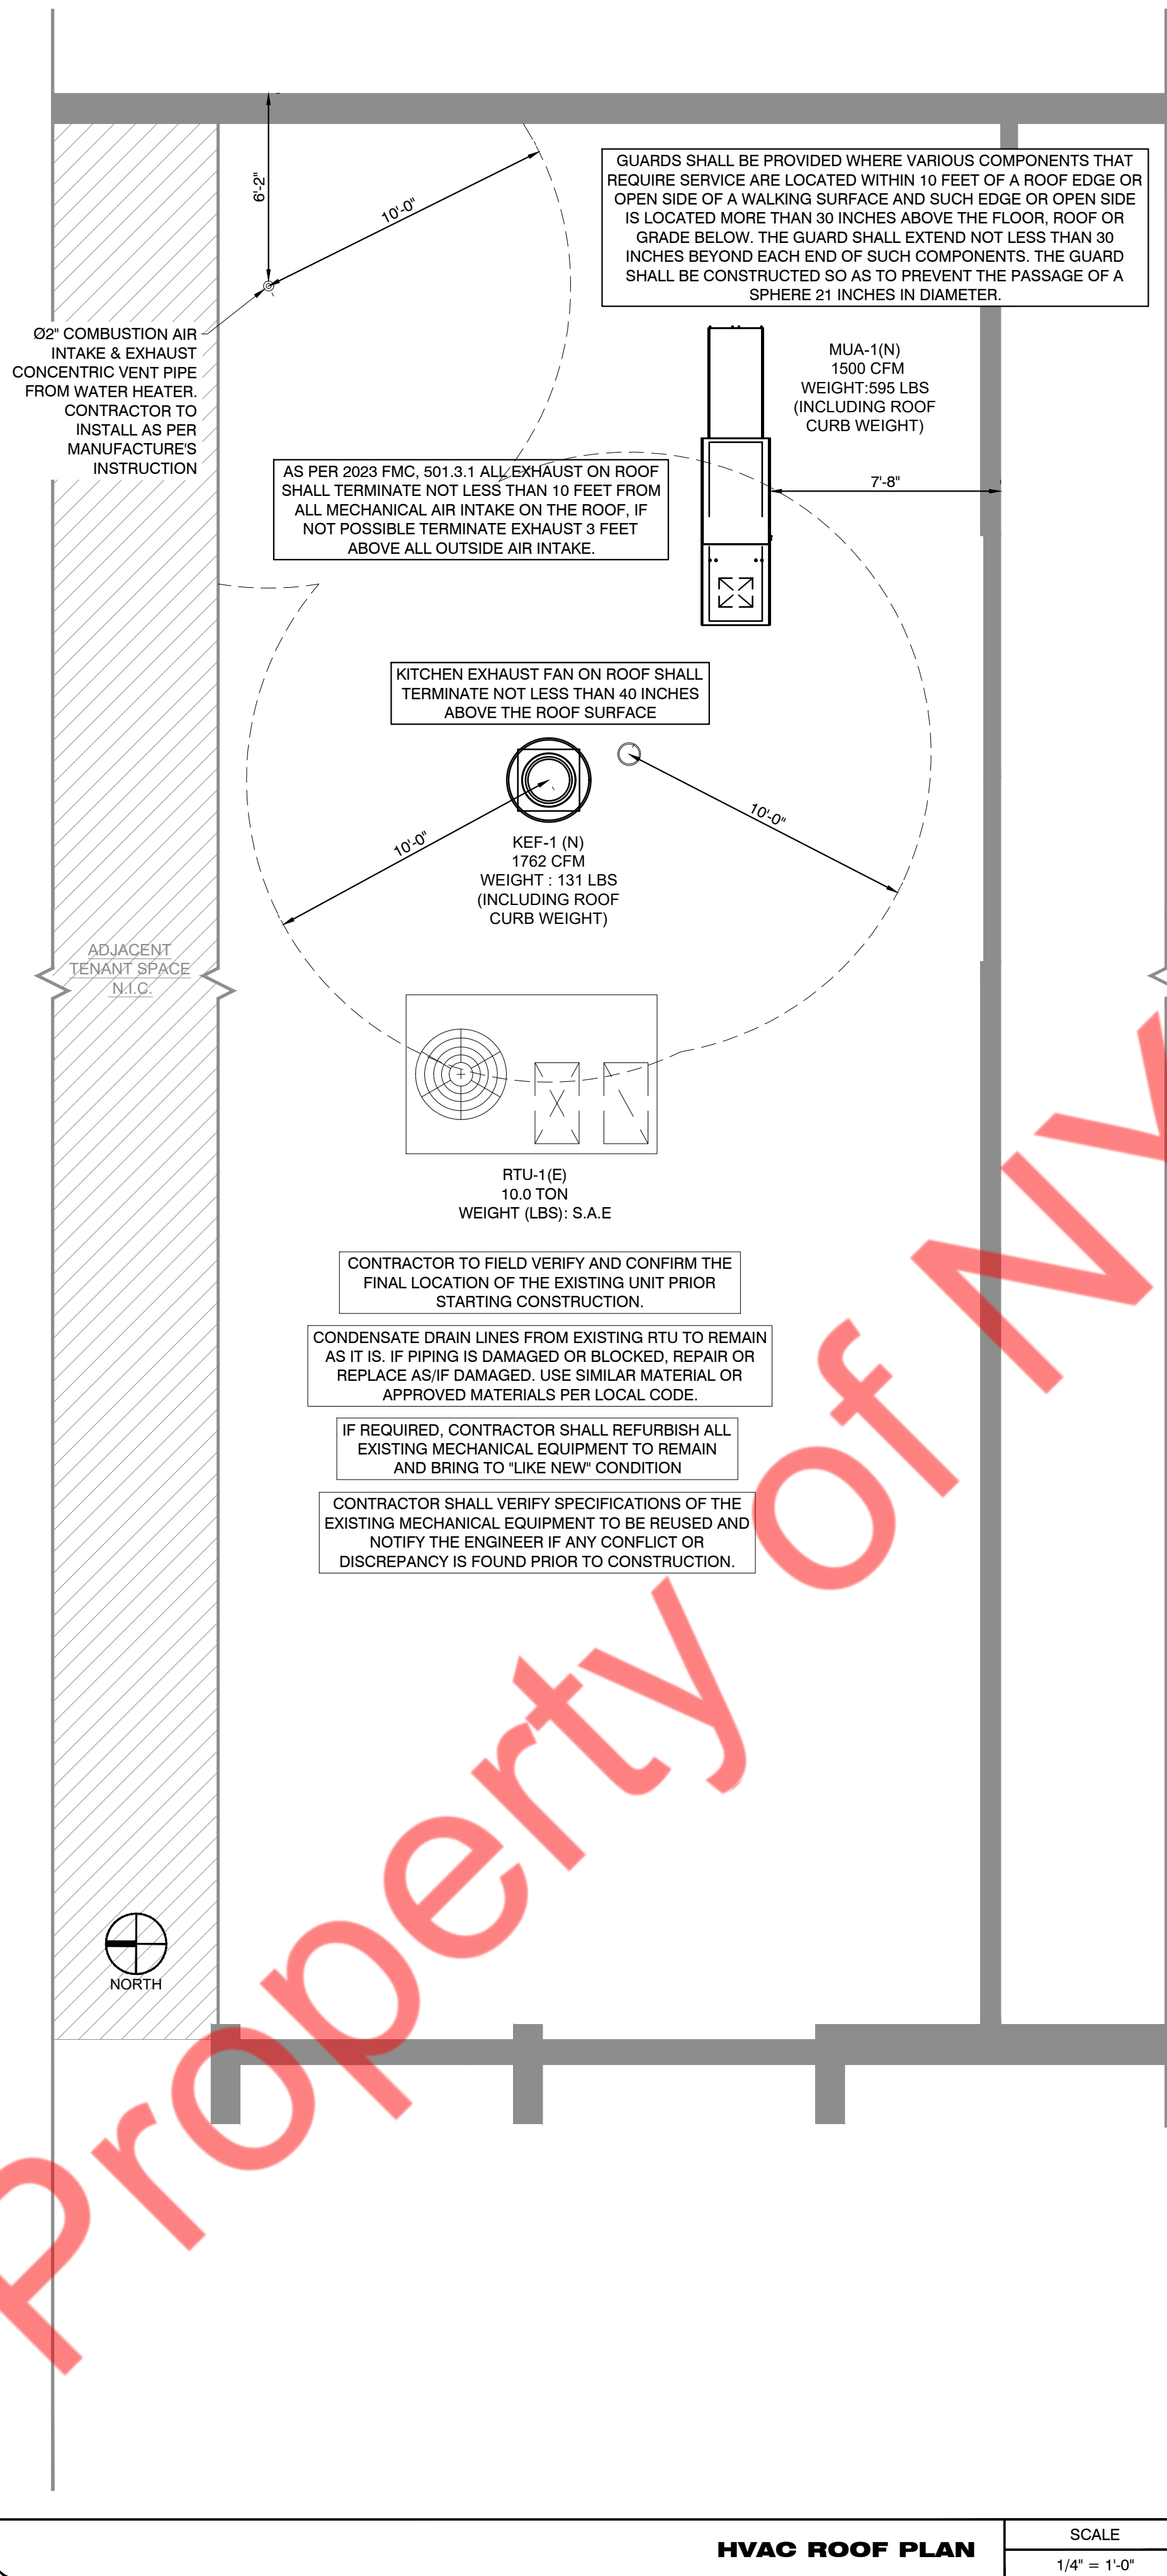 6'-2"
10'-0"
GUARDS SHALL BE PROVIDED WHERE VARIOUS COMPONENTS THAT
REQUIRE SERVICE ARE LOCATED WITHIN 10 FEET OF A ROOF EDGE OR
OPEN SIDE OF A WALKING SURFACE AND SUCH EDGE OR OPEN SIDE
IS LOCATED MORE THAN 30 INCHES ABOVE THE FLOOR, ROOF OR
GRADE BELOW. THE GUARD SHALL EXTEND NOT LESS THAN 30
INCHES BEYOND EACH END OF SUCH COMPONENTS. THE GUARD
SHALL BE CONSTRUCTED SO AS TO PREVENT THE PASSAGE OF A
SPHERE 21 INCHES IN DIAMETER.
Ø2" COMBUSTION AIR
INTAKE & EXHAUST
CONCENTRIC VENT PIPE
FROM WATER HEATER.
CONTRACTOR TO
INSTALL AS PER
MANUFACTURE'S
INSTRUCTION
MUA-1(N)
1500 CFM
WEIGHT:595 LBS
(INCLUDING ROOF
CURB WEIGHT)
7'-8"
AS PER 2023 FMC, 501.3.1 ALL EXHAUST ON ROOF
SHALL TERMINATE NOT LESS THAN 10 FEET FROM
ALL MECHANICAL AIR INTAKE ON THE ROOF, IF
NOT POSSIBLE TERMINATE EXHAUST 3 FEET
ABOVE ALL OUTSIDE AIR INTAKE.
KITCHEN EXHAUST FAN ON ROOF SHALL
TERMINATE NOT LESS THAN 40 INCHES
ABOVE THE ROOF SURFACE
10'-0"
10'-0"
KEF-1 (N)
1762 CFM
WEIGHT : 131 LBS
(INCLUDING ROOF
CURB WEIGHT)
ADJACENT
TENANT SPACE
N.I.C.
RTU-1(E)
10.0 TON
WEIGHT (LBS): S.A.E
CONTRACTOR TO FIELD VERIFY AND CONFIRM THE
FINAL LOCATION OF THE EXISTING UNIT PRIOR
STARTING CONSTRUCTION.
CONDENSATE DRAIN LINES FROM EXISTING RTU TO REMAIN
AS IT IS. IF PIPING IS DAMAGED OR BLOCKED, REPAIR OR
REPLACE AS/IF DAMAGED. USE SIMILAR MATERIAL OR
APPROVED MATERIALS PER LOCAL CODE.
IF REQUIRED, CONTRACTOR SHALL REFURBISH ALL
EXISTING MECHANICAL EQUIPMENT TO REMAIN
AND BRING TO "LIKE NEW" CONDITION
CONTRACTOR SHALL VERIFY SPECIFICATIONS OF THE
EXISTING MECHANICAL EQUIPMENT TO BE REUSED AND
NOTIFY THE ENGINEER IF ANY CONFLICT OR
DISCREPANCY IS FOUND PRIOR TO CONSTRUCTION.
Property of
NORTH
HVAC ROOF PLAN
SCALE
1/4" = 1'-0"